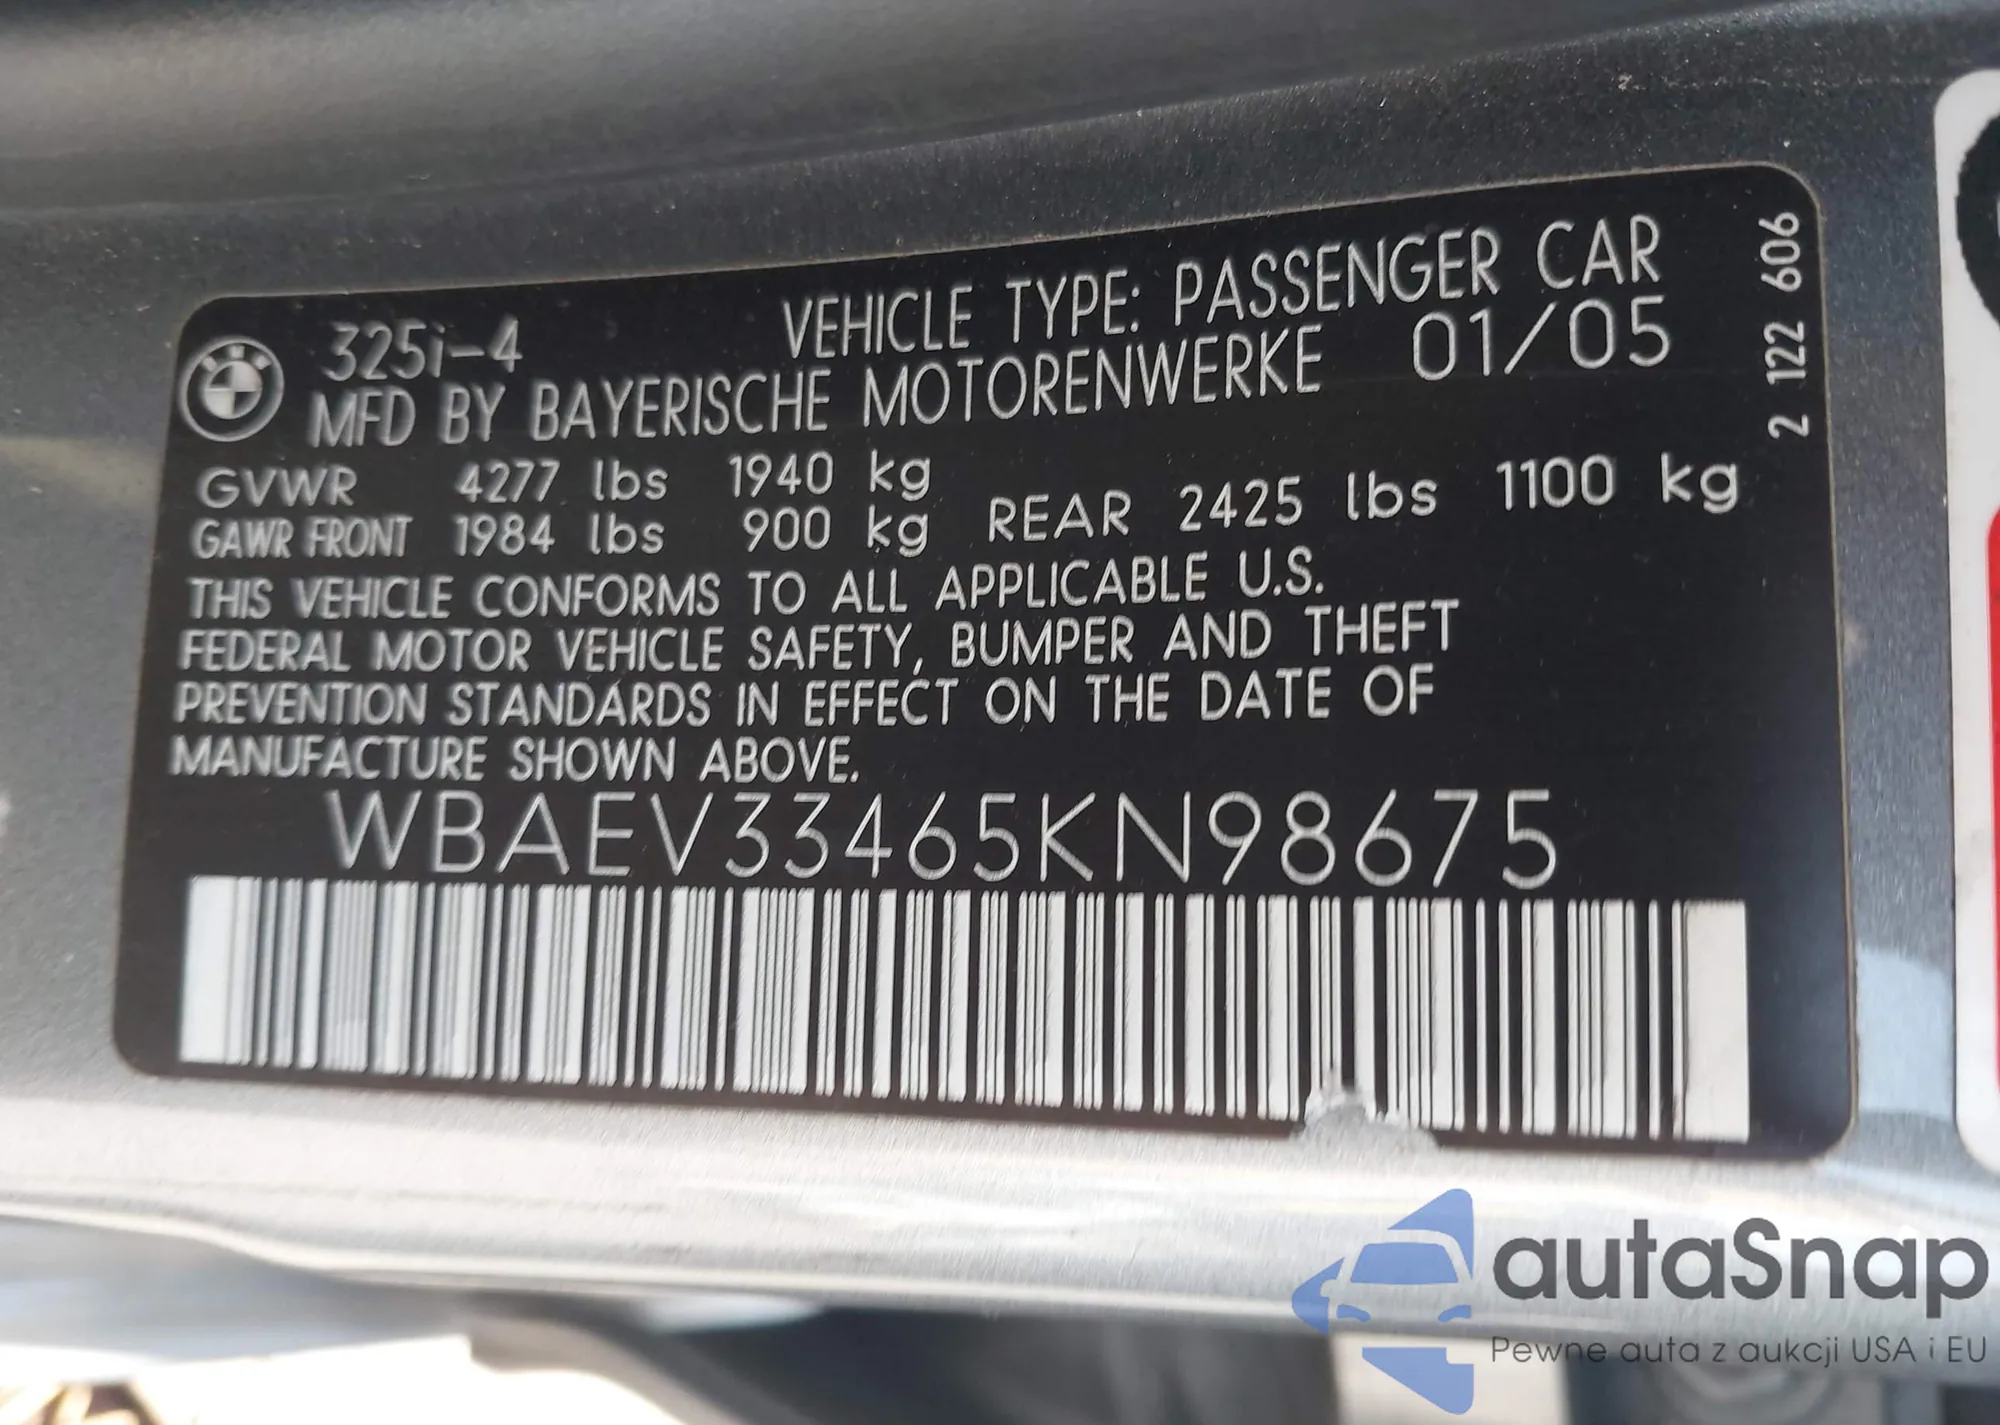 325i-4 VEHICLE TYPE: PASSENGER CAR
MFD BY BAYERISCHE MOTORENWERKE 01/05
2 122 606
GVWR 4277 lbs 1940 kg
GAWR FRONT 1984 lbs 900 kg REAR 2425 lbs 1100 kg
THIS VEHICLE CONFORMS TO ALL APPLICABLE U.S.
FEDERAL MOTOR VEHICLE SAFETY, BUMPER AND THEFT
PREVENTION STANDARDS IN EFFECT ON THE DATE OF
MANUFACTURE SHOWN ABOVE.
WBAEV33465KN98675
autaSnap
Pewne auta z aukcji USA i EU